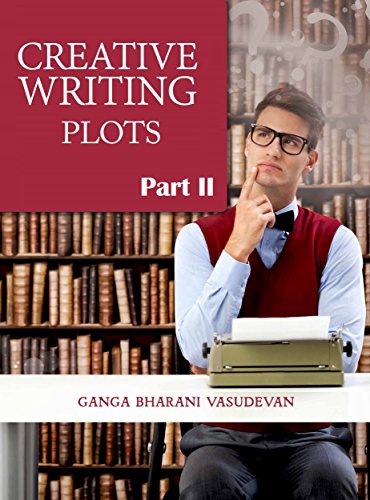 CREATIVE
WRITING
PLOTS
Part II
GANGA BHARANI VASUDEVAN